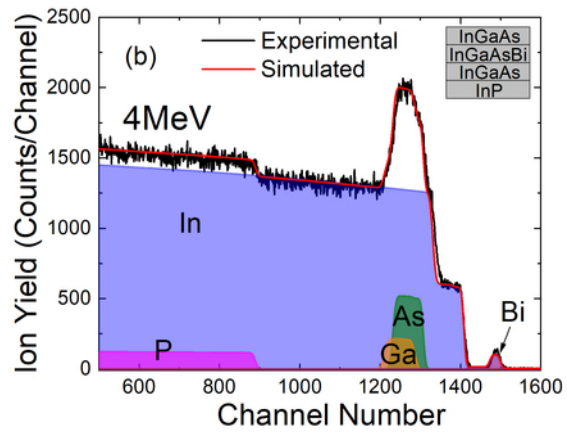 (b)
Experimental
Simulated
InGaAs
InGaAsBi
InGaAs
InP
4MeV
In
P
As
Ga
Bi
2500
2000
1500
1000
500
0
600 800 1000 1200 1400 1600
Ion Yield (Counts/Channel)
Channel Number